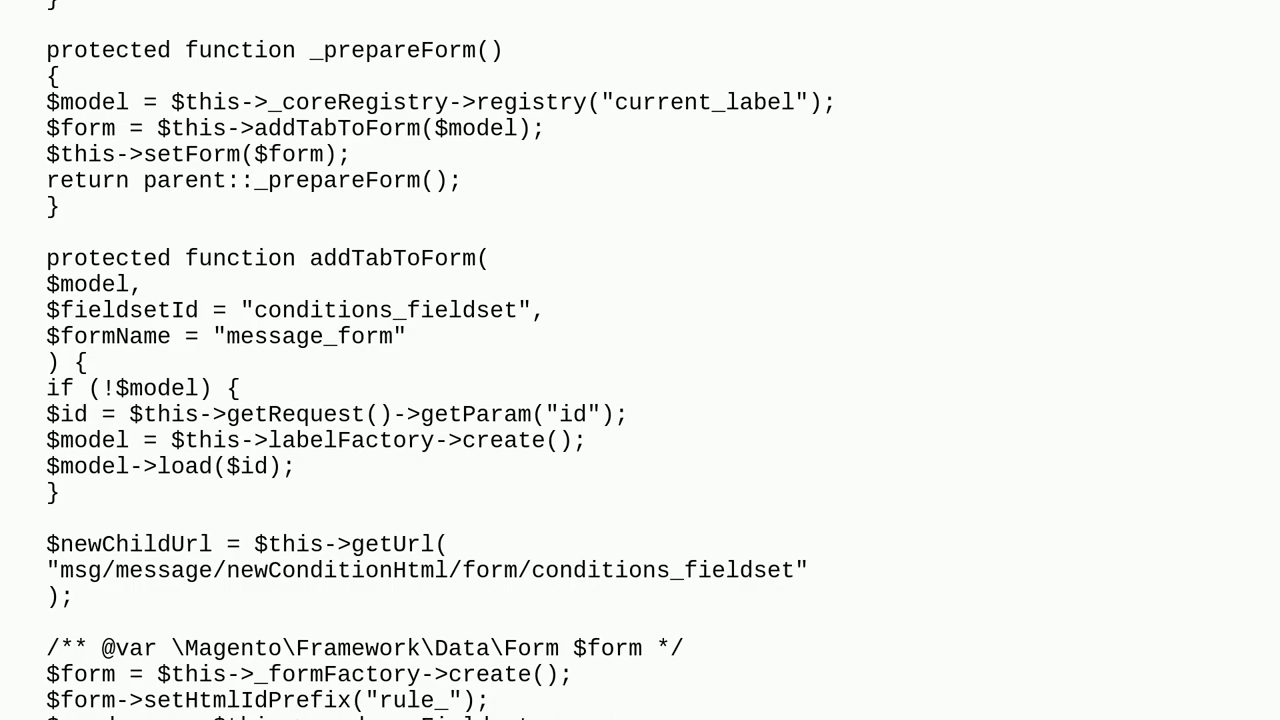 }
protected function _prepareForm()
{
$model = $this->_coreRegistry->registry("current_label");
$form = $this->addTabToForm($model);
$this->setForm($form);
return parent::_prepareForm();
}
protected function addTabToForm(
$model,
$fieldsetId = "conditions_fieldset",
$formName = "message_form"
) {
if (!$model) {
$id = $this->getRequest()->getParam("id");
$model = $this->labelFactory->create();
$model->load($id);
}
$newChildUrl = $this->getUrl(
"msg/message/newConditionHtml/form/conditions_fieldset"
);
/** @var \Magento\Framework\Data\Form $form */
$form = $this->_formFactory->create();
$form->setHtmlIdPrefix("rule_");